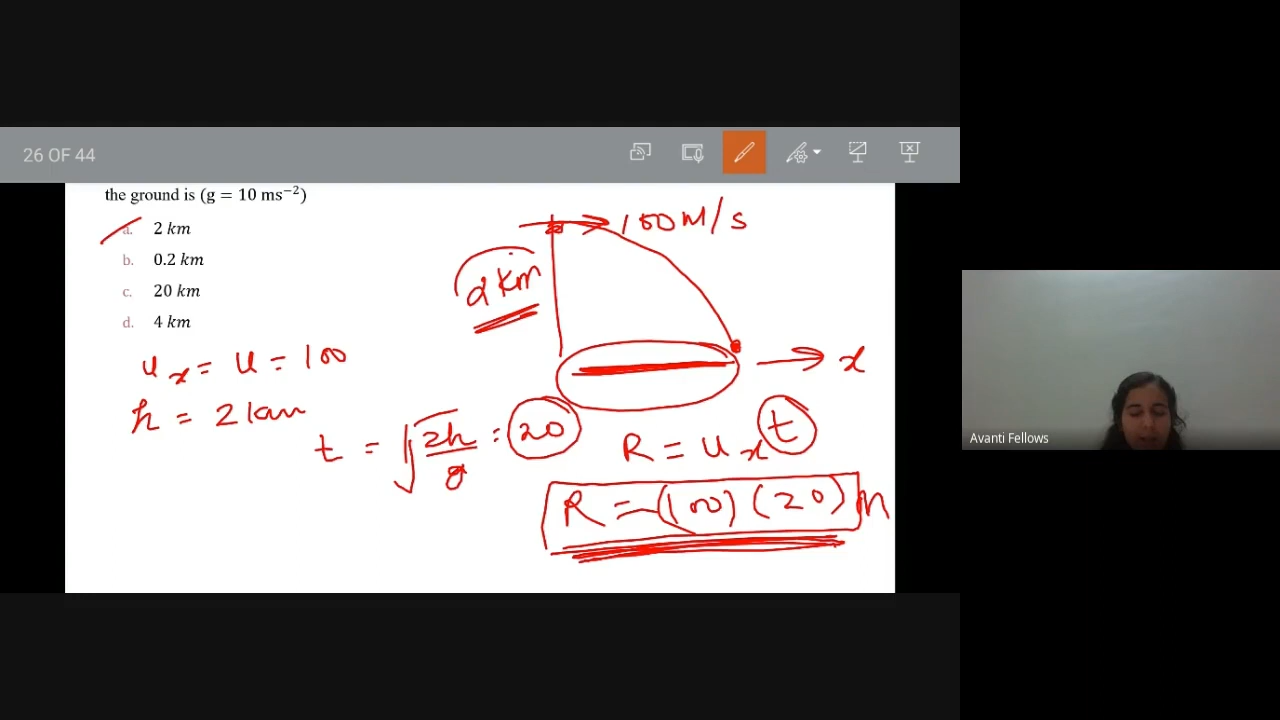 26 OF 44
the ground is (g = 10 ms⁻²)
a. 2 km
b. 0.2 km
c. 20 km
d. 4 km
100 M/s
2 km
x
uₓ = u = 100
h = 2 km
t = √(2h/g) = 20
R = uₓ t
R = (100) (20) m
Avanti Fellows